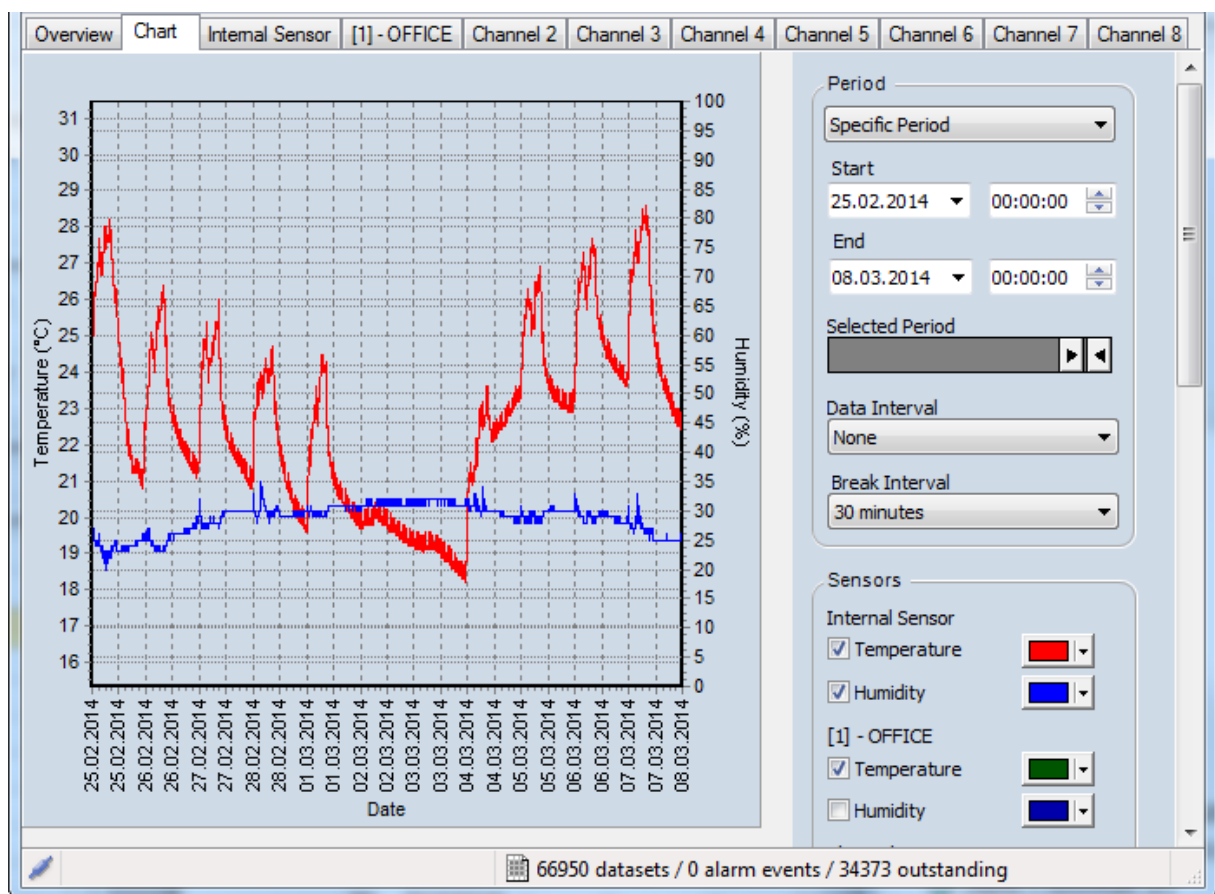 Overview Chart Internal Sensor [1] - OFFICE Channel 2 Channel 3 Channel 4 Channel 5 Channel 6 Channel 7 Channel 8
31
30
29
28
27
26
25
24
23
22
21
20
19
18
17
16
Temperature (°C)
100
95
90
85
80
75
70
65
60
55
50
45
40
35
30
25
20
15
10
5
0
Humidity (%)
25.02.2014
25.02.2014
26.02.2014
26.02.2014
27.02.2014
27.02.2014
28.02.2014
28.02.2014
01.03.2014
01.03.2014
02.03.2014
02.03.2014
03.03.2014
03.03.2014
04.03.2014
04.03.2014
05.03.2014
05.03.2014
06.03.2014
06.03.2014
07.03.2014
07.03.2014
08.03.2014
Date
Period
Specific Period
Start
25.02.2014 00:00:00
End
08.03.2014 00:00:00
Selected Period
Data Interval
None
Break Interval
30 minutes
Sensors
Internal Sensor
Temperature
Humidity
[1] - OFFICE
Temperature
Humidity
66950 datasets / 0 alarm events / 34373 outstanding